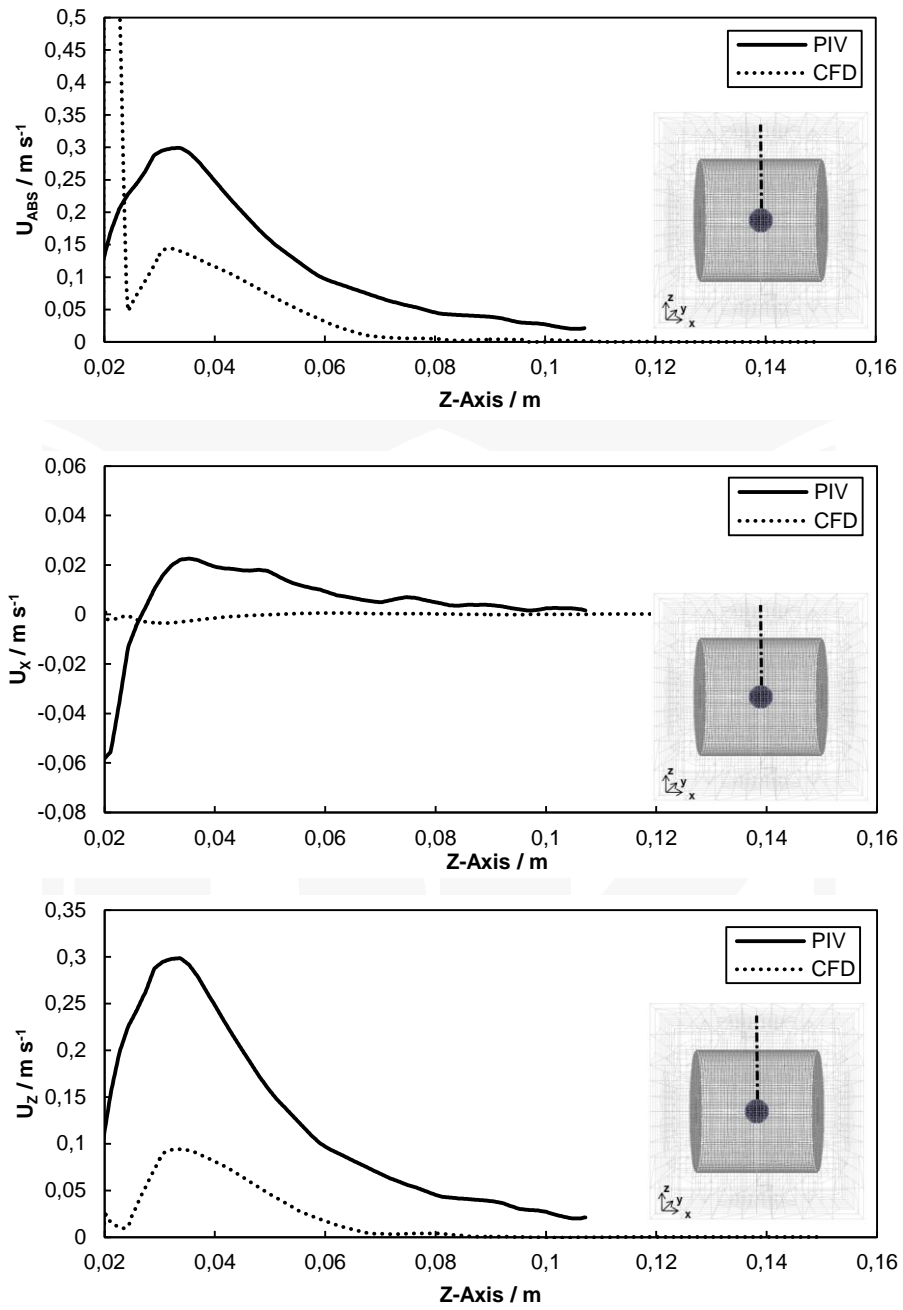 0,5
0,45
0,4
0,35
0,3
0,25
0,2
0,15
0,1
0,05
0
U_ABS / m s⁻¹
PIV
CFD
z
y
x
0,02 0,04 0,06 0,08 0,1 0,12 0,14 0,16
Z-Axis / m
0,06
0,04
0,02
0
-0,02
-0,04
-0,06
-0,08
U_X / m s⁻¹
PIV
CFD
z
y
x
0,02 0,04 0,06 0,08 0,1 0,12 0,14 0,16
Z-Axis / m
0,35
0,3
0,25
0,2
0,15
0,1
0,05
0
U_Z / m s⁻¹
PIV
CFD
z
y
x
0,02 0,04 0,06 0,08 0,1 0,12 0,14 0,16
Z-Axis / m